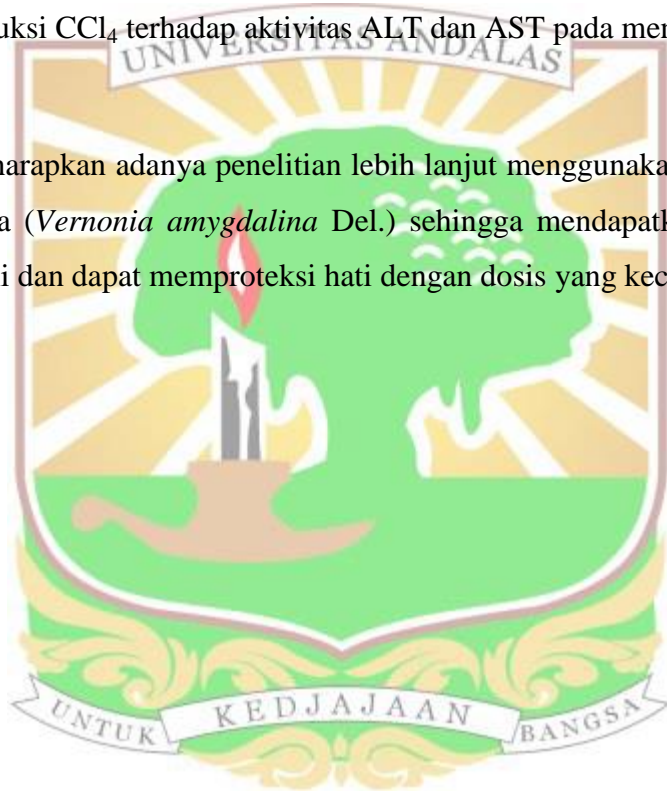 uksi CCl₄ terhadap aktivitas ALT dan AST pada men
UNIVERSITAS ANDALAS
harapkan adanya penelitian lebih lanjut menggunaka
a (Vernonia amygdalina Del.) sehingga mendapatk
i dan dapat memproteksi hati dengan dosis yang kec
UNTUK KEDJAJAAN BANGSA